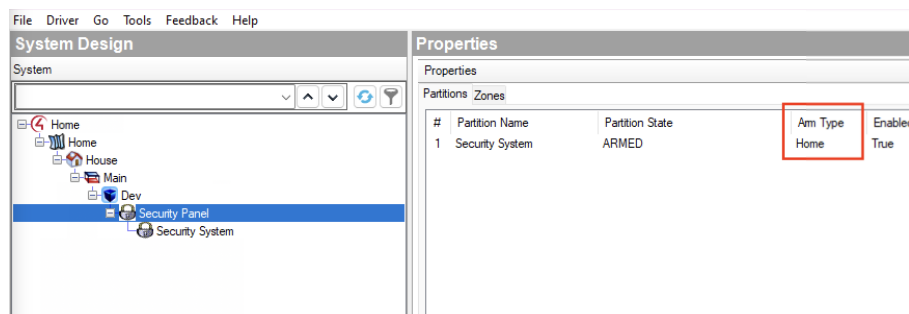 File Driver Go Tools Feedback Help
System Design
Properties
System
Properties
Partitions Zones
# Partition Name Partition State Arm Type Enabled
1 Security System ARMED Home True
Home
Home
House
Main
Dev
Security Panel
Security System